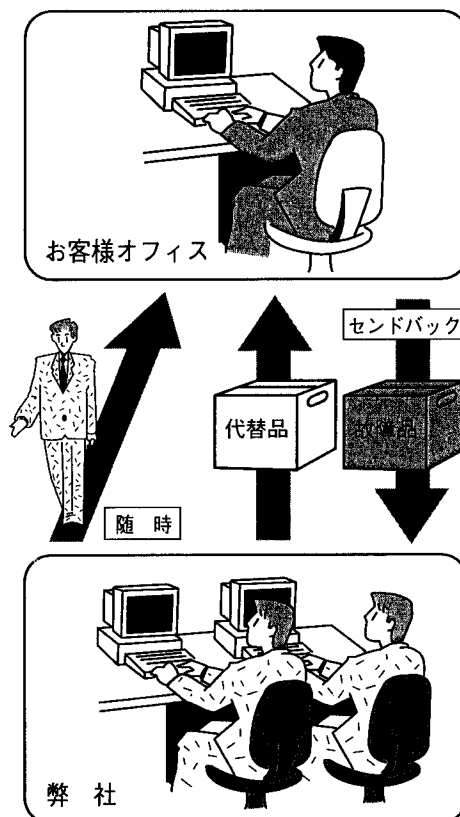 お客様オフィス
センドバック
代替品
故障品
随 時
弊 社